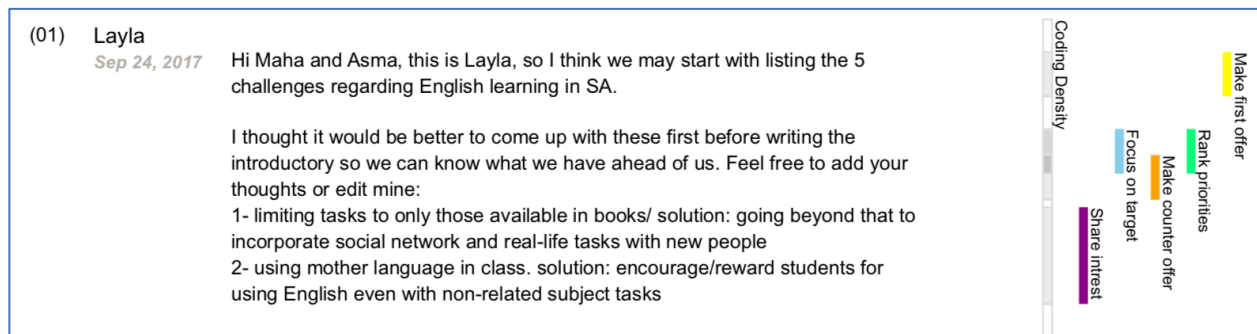 (01) Layla
Sep 24, 2017
Hi Maha and Asma, this is Layla, so I think we may start with listing the 5
challenges regarding English learning in SA.
I thought it would be better to come up with these first before writing the
introductory so we can know what we have ahead of us. Feel free to add your
thoughts or edit mine:
1- limiting tasks to only those available in books/ solution: going beyond that to
incorporate social network and real-life tasks with new people
2- using mother language in class. solution: encourage/reward students for
using English even with non-related subject tasks
Coding Density
Share intrest
Focus on target
Make counter offer
Rank priorities
Make first offer